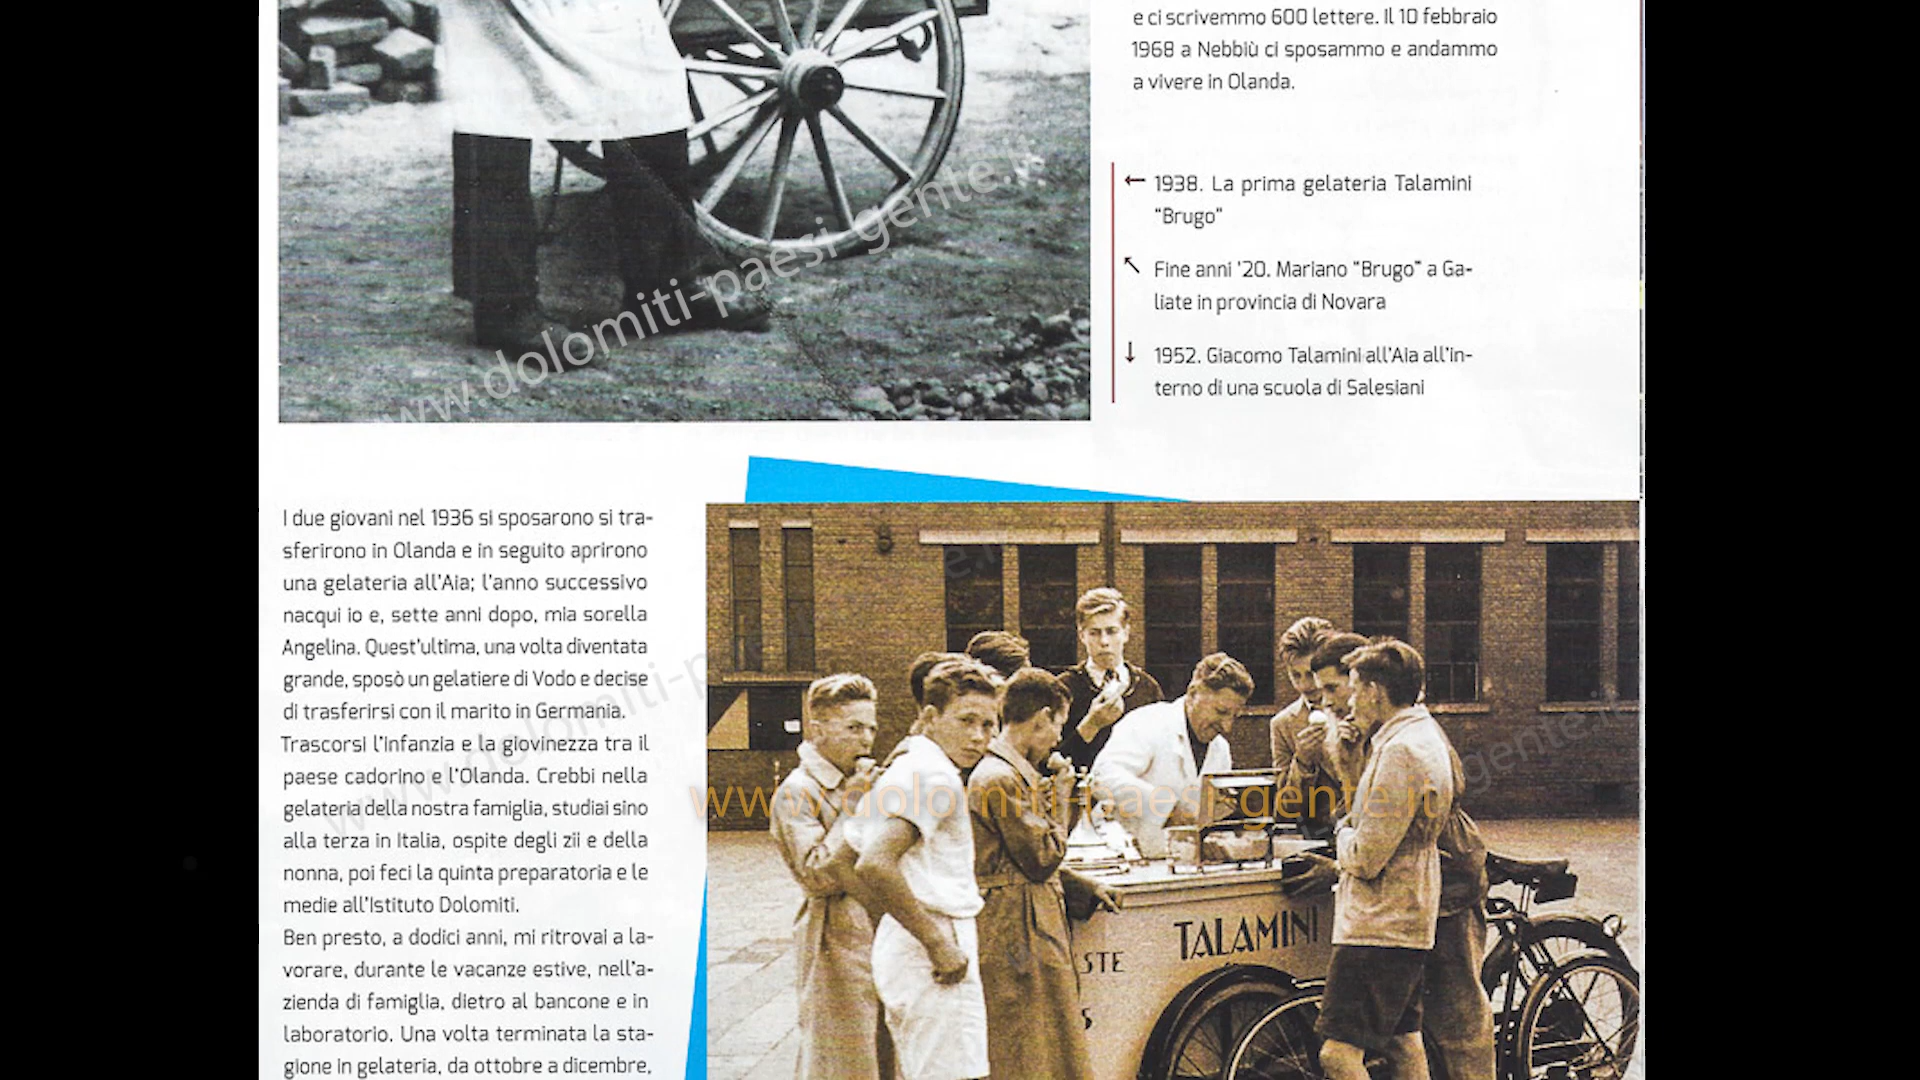 e ci scrivemmo 600 lettere. Il 10 febbraio
1968 a Nebbiù ci sposammo e andammo
a vivere in Olanda.
1938. La prima gelateria Talamini
"Brugo"
Fine anni '20. Mariano "Brugo" a Ga-
liate in provincia di Novara
1952. Giacomo Talamini all'Aia all'in-
terno di una scuola di Salesiani
www.dolomiti-paesi-gente.it
I due giovani nel 1936 si sposarono si tra-
sferirono in Olanda e in seguito aprirono
una gelateria all'Aia; l'anno successivo
nacqui io e, sette anni dopo, mia sorella
Angelina. Quest'ultima, una volta diventata
grande, sposò un gelatiere di Vodo e decise
di trasferirsi con il marito in Germania.
Trascorsi l'infanzia e la giovinezza tra il
paese cadorino e l'Olanda. Crebbi nella
gelateria della nostra famiglia, studiai sino
alla terza in Italia, ospite degli zii e della
nonna, poi feci la quinta preparatoria e le
medie all'Istituto Dolomiti.
Ben presto, a dodici anni, mi ritrovai a la-
vorare, durante le vacanze estive, nell'a-
zienda di famiglia, dietro al bancone e in
laboratorio. Una volta terminata la sta-
gione in gelateria, da ottobre a dicembre,
www.dolomiti-paesi-gente.it
www.dolomiti-paesi-gente.it
TALAMINI
STE
S